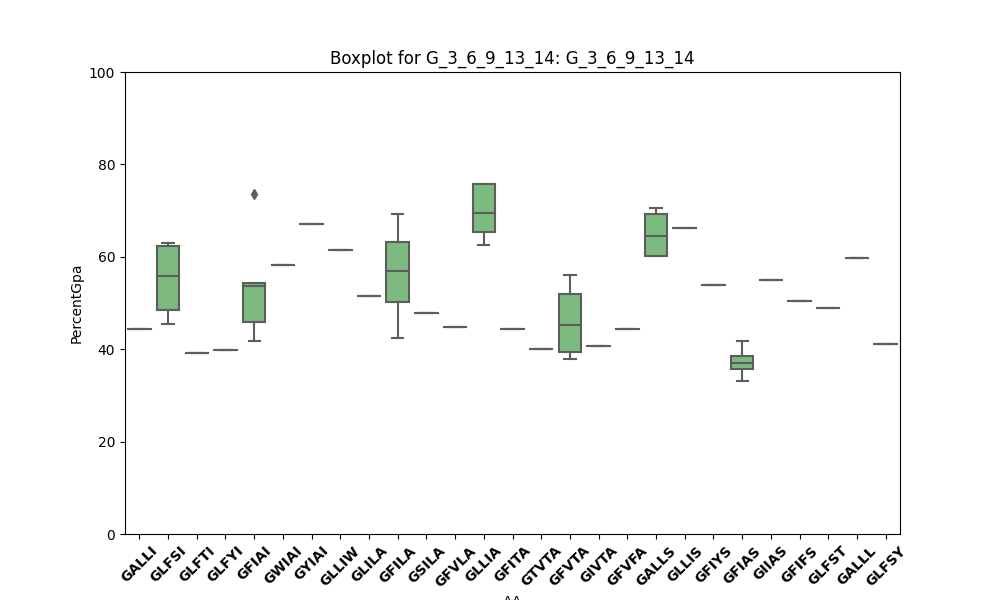 Boxplot for G_3_6_9_13_14: G_3_6_9_13_14
100
80
60
40
20
0
PercentGpa
GALLI
GLFSI
GLFTI
GLFYI
GFIAI
GWIAI
GYIAI
GLLIW
GLILA
GFILA
GSILA
GFVLA
GLLIA
GFITA
GTVTA
GFVTA
GIVTA
GFVFA
GALLS
GLLIS
GFIYS
GFIAS
GIIAS
GFIFS
GLFST
GALLL
GLFSY
AA